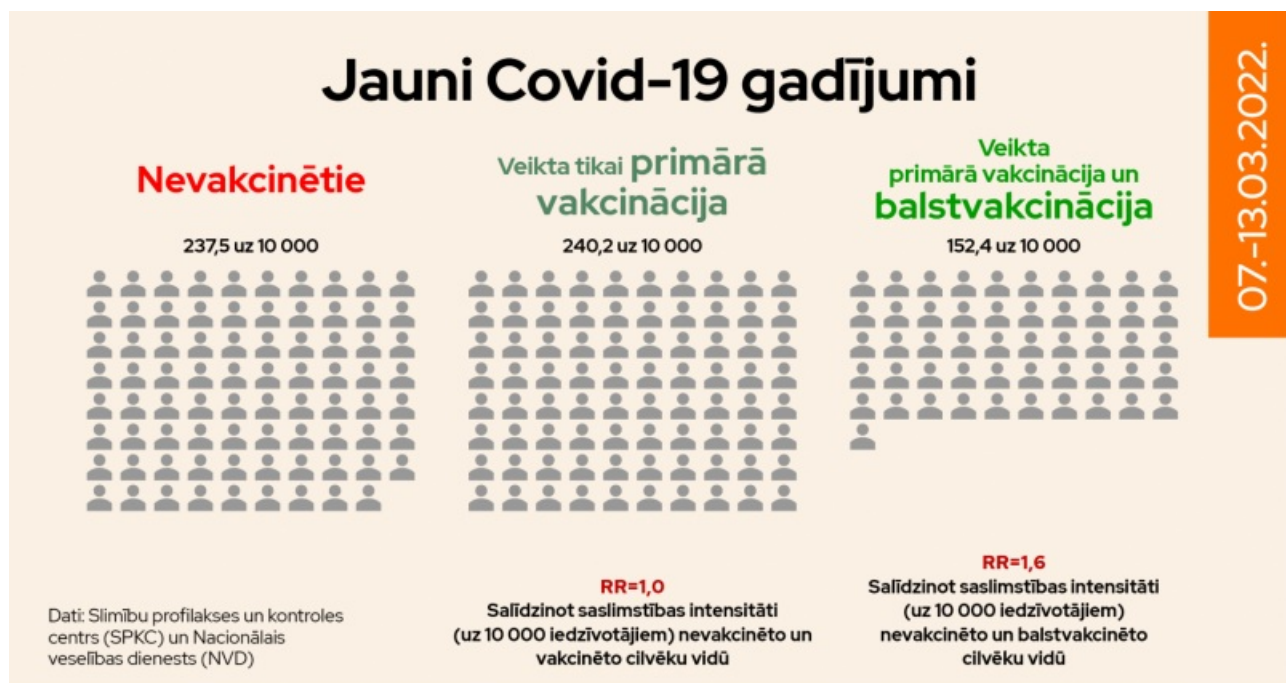 Jauni Covid-19 gadījumi
07.-13.03.2022.
Nevakcinētie
237,5 uz 10 000
Veikta tikai primārā
vakcinācija
240,2 uz 10 000
Veikta
primārā vakcinācija un
balstvakcinācija
152,4 uz 10 000
Dati: Slimību profilakses un kontroles
centrs (SPKC) un Nacionālais
veselības dienests (NVD)
RR=1,0
Salīdzinot saslimstības intensitāti
(uz 10 000 iedzīvotājiem) nevakcinēto un
vakcinēto cilvēku vidū
RR=1,6
Salīdzinot saslimstības intensitāti
(uz 10 000 iedzīvotājiem)
nevakcinēto un balstvakcinēto
cilvēku vidū